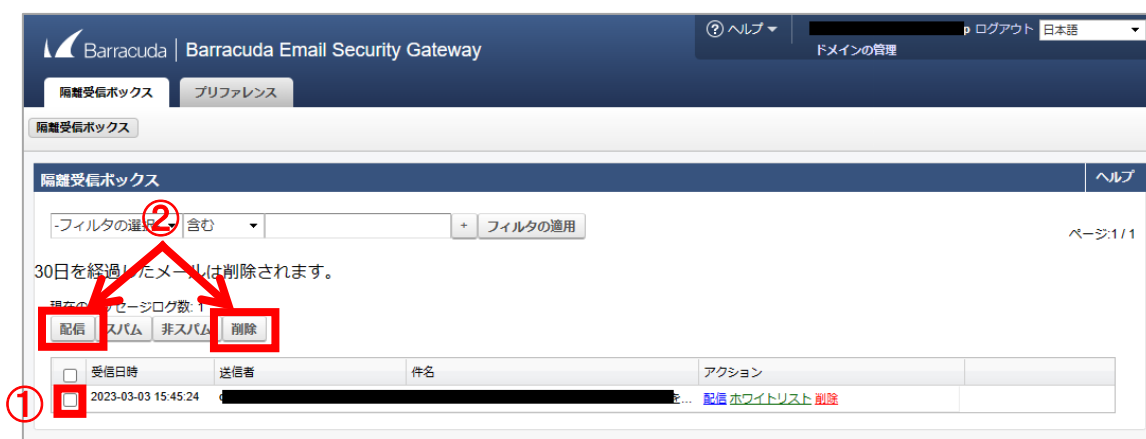 ? ヘルプ p ログアウト 日本語
Barracuda | Barracuda Email Security Gateway
ドメインの管理
隔離受信ボックス プリファレンス
隔離受信ボックス
隔離受信ボックス ヘルプ
-フィルタの選択 含む + フィルタの適用
②
ページ:1 / 1
30日を経過したメールは削除されます。
現在のメッセージログ数: 1
配信 スパム 非スパム 削除
受信日時 送信者 件名 アクション
① 2023-03-03 15:45:24 を... 配信 ホワイトリスト 削除